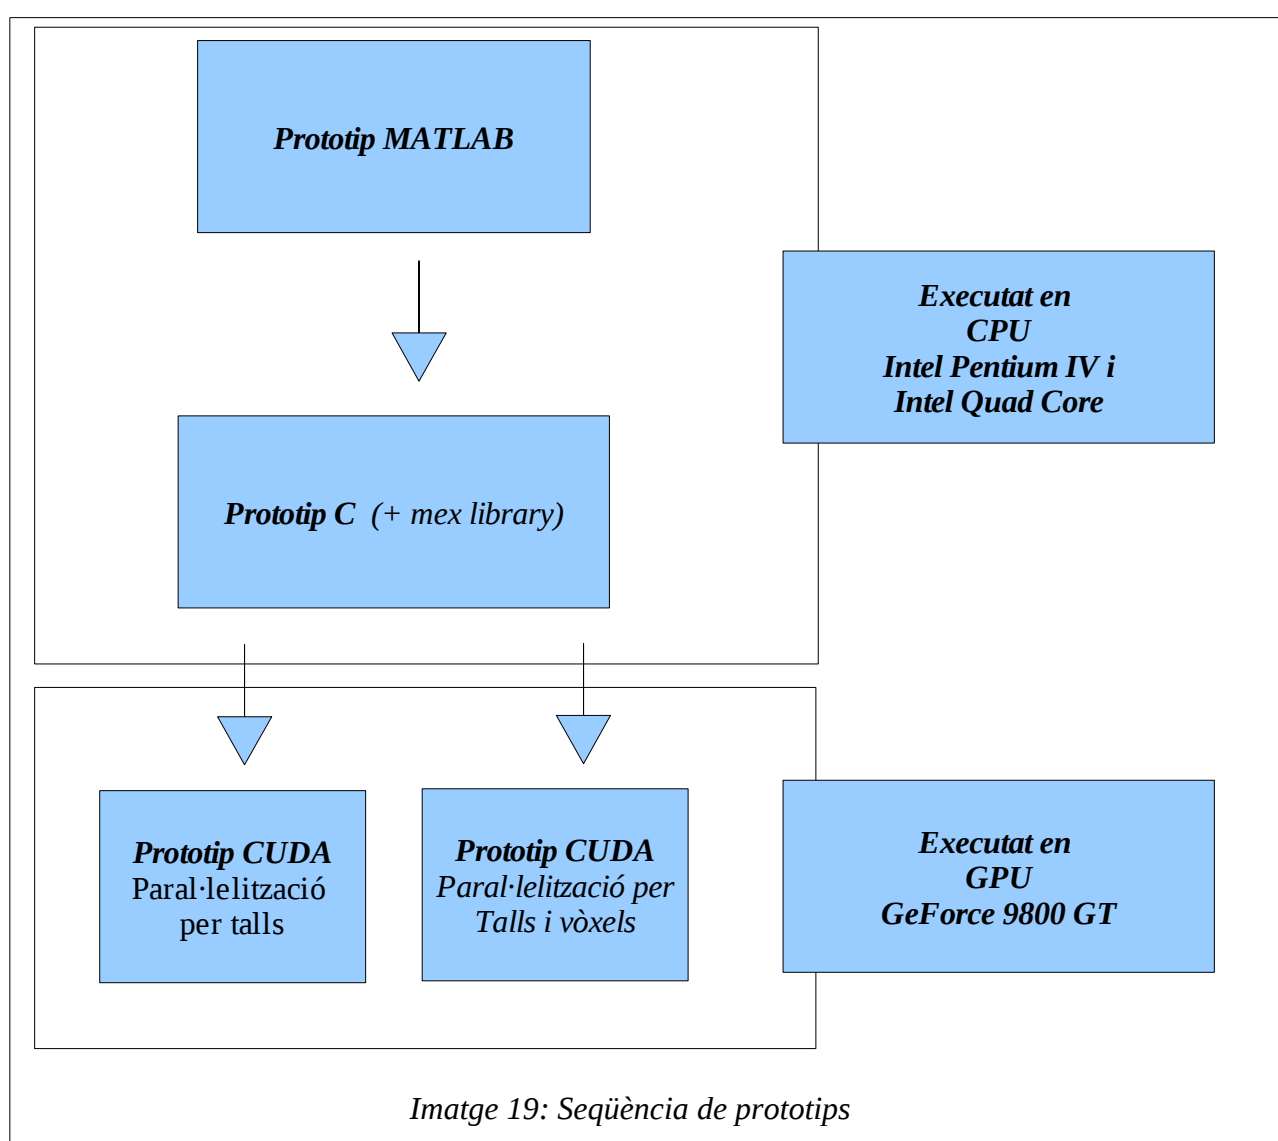 Prototip MATLAB
Executat en
CPU
Intel Pentium IV i
Intel Quad Core
Prototip C (+ mex library)
Prototip CUDA
Paral·lelització
per talls
Prototip CUDA
Paral·lelització per
Talls i vòxels
Executat en
GPU
GeForce 9800 GT
Imatge 19: Seqüència de prototips